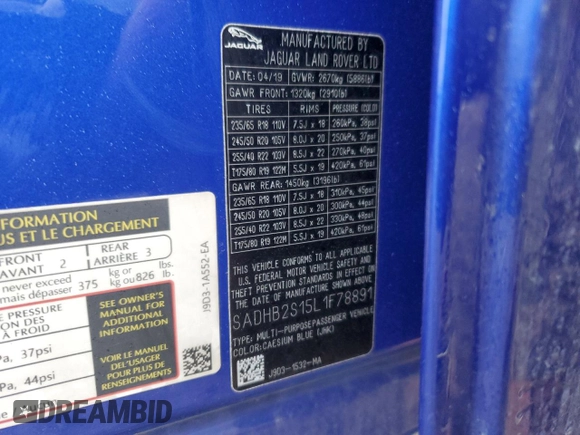 JAGUAR
MANUFACTURED BY
JAGUAR LAND ROVER LTD
DATE: 04/19 GVWR: 2670kg (5886lb)
GAWR FRONT: 1320kg (2910lb)
TIRES RIMS PRESSURE (COLD)
235/65 R18 110V 7.5J x 18 260kPa, 38psi
245/50 R20 105V 8.0J x 20 250kPa, 37psi
255/40 R22 103V 8.5J x 22 270kPa, 40psi
T175/80 R19 122M 5.5J x 19 420kPa, 61psi
GAWR REAR: 1450kg (3196lb)
235/65 R18 110V 7.5J x 18 310kPa, 45psi
245/50 R20 105V 8.0J x 20 300kPa, 44psi
255/40 R22 103V 8.5J x 22 330kPa, 48psi
T175/80 R19 122M 5.5J x 19 420kPa, 61psi
THIS VEHICLE CONFORMS TO ALL APPLICABLE
U.S. FEDERAL MOTOR VEHICLE SAFETY AND
THEFT PREVENTION STANDARDS IN EFFECT ON
THE DATE OF MANUFACTURE SHOWN ABOVE.
SADHB2S15L1F78891
TYPE: MULTI-PURPOSE PASSENGER VEHICLE
COLOR: CAESIUM BLUE (JHK)
J9D3-1532-MA
INFORMATION
US ET LE CHARGEMENT
FRONT
AVANT 2
REAR
ARRIÈRE 3
never exceed
mais dépasser 375 kg or
kg ou 826 lb.
lb.
PRESSURE
À FROID
Pa, 37psi
Pa, 44psi
SEE OWNER'S
MANUAL FOR
ADDITIONAL
INFORMATION
VOIR LE MANUEL
DE L'USAGER
POUR PLUS DE
RENSEIGNEMENTS
J9D3-1A552-EA
DREAMBID